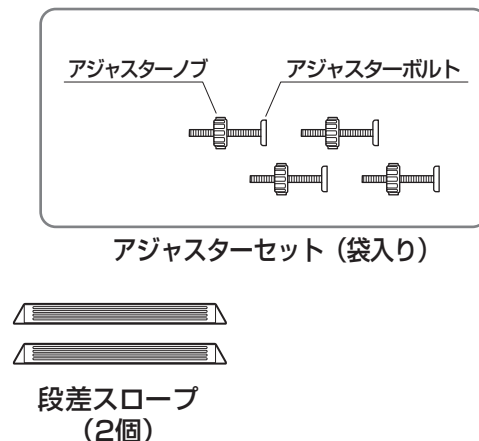 アジャスターノブ
アジャスターボルト
アジャスターセット（袋入り）
段差スロープ
（2個）